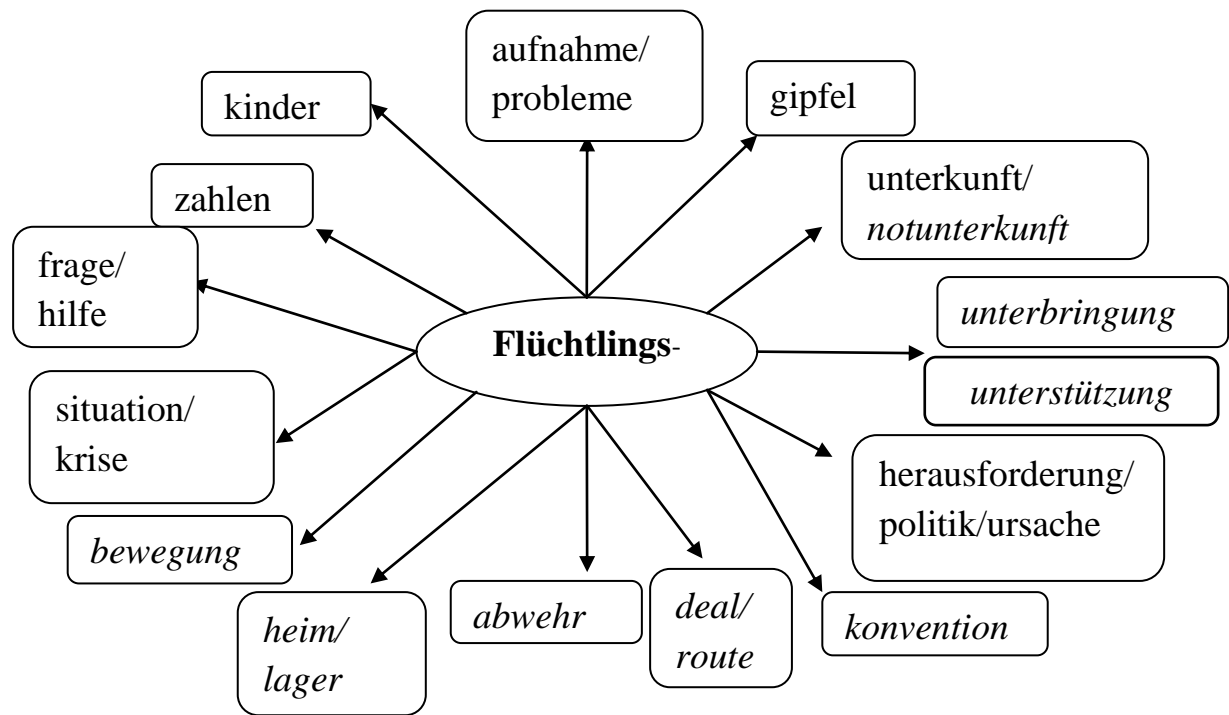 aufnahme/
probleme
kinder
gipfel
zahlen
unterkunft/
notunterkunft
frage/
hilfe
unterbringung
Flüchtlings-
unterstützung
situation/
krise
herausforderung/
politik/ursache
bewegung
heim/
lager
abwehr
deal/
route
konvention